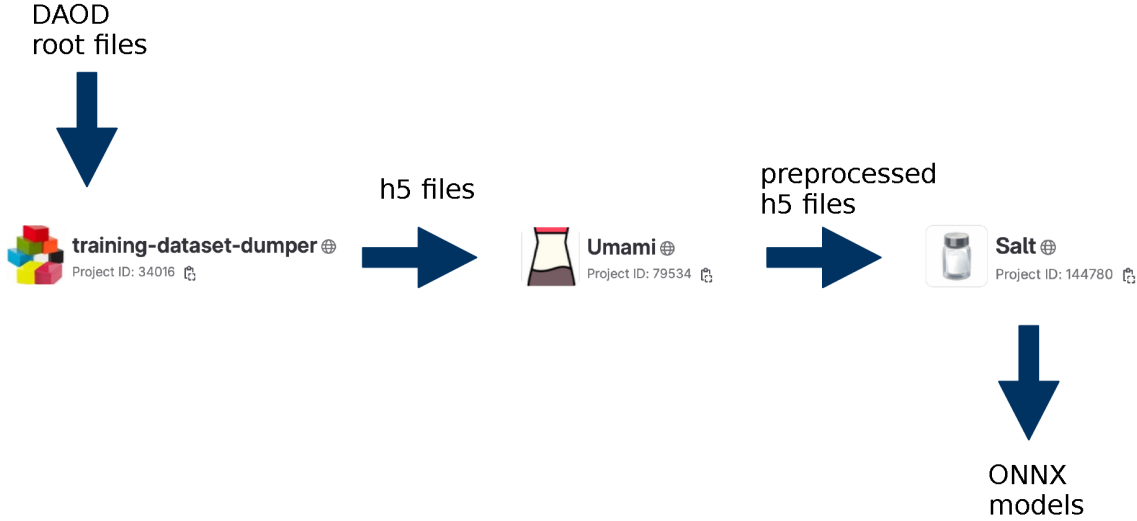 DAOD
root files
h5 files
preprocessed
h5 files
training-dataset-dumper
Project ID: 34016
Umami
Project ID: 79534
Salt
Project ID: 144780
ONNX
models